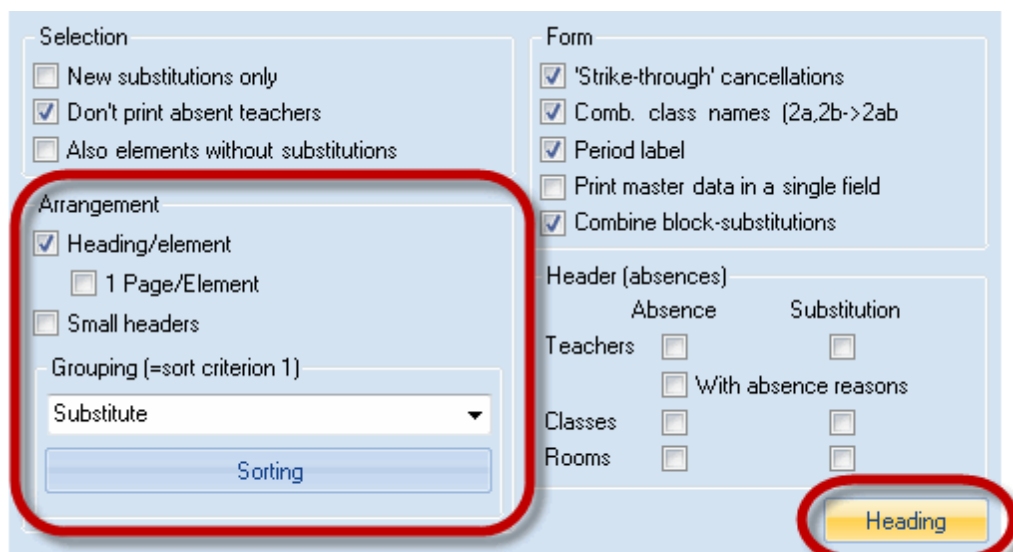 Selection
New substitutions only
Don't print absent teachers
Also elements without substitutions
Arrangement
Heading/element
1 Page/Element
Small headers
Grouping (=sort criterion 1)
Substitute
Sorting
Form
'Strike-through' cancellations
Comb. class names (2a,2b->2ab
Period label
Print master data in a single field
Combine block-substitutions
Header (absences)
Absence Substitution
Teachers
With absence reasons
Classes
Rooms
Heading